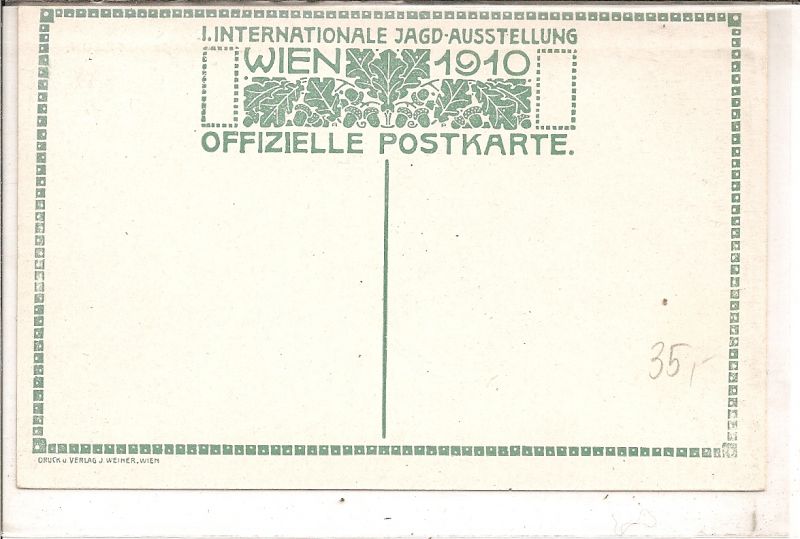 I. INTERNATIONALE JAGD-AUSSTELLUNG
WIEN 1910
OFFIZIELLE POSTKARTE.
35,-
DRUCK u. VERLAG J. WEINER, WIEN